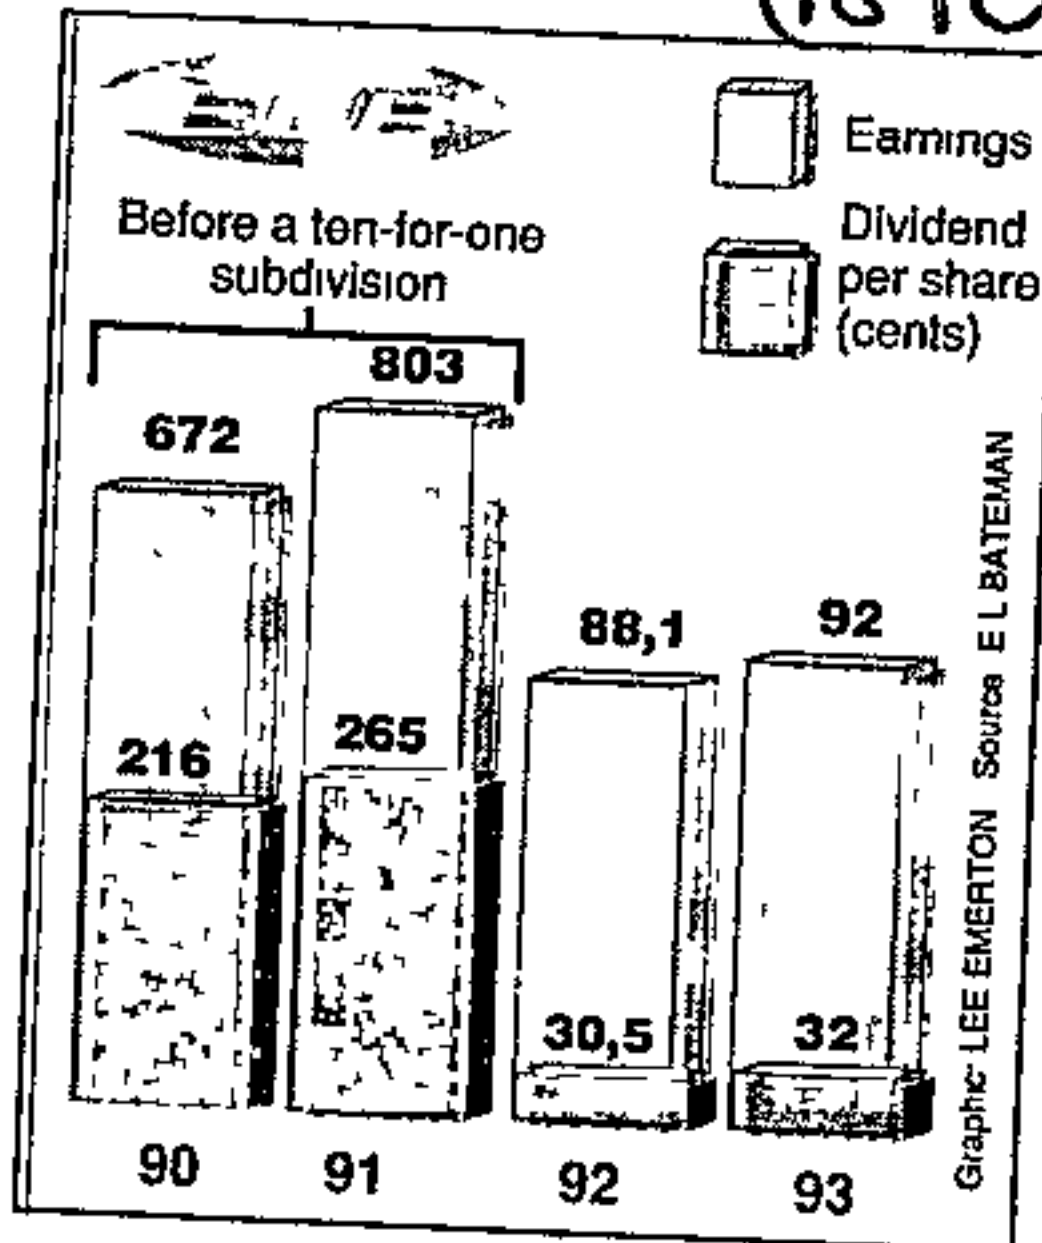 Earnings
Dividend
per share
(cents)
Before a ten-for-one
subdivision
672
803
216
265
88,1
92
30,5
32
90
91
92
93
Graphic LEE EMERTON Source E L BATEMAN